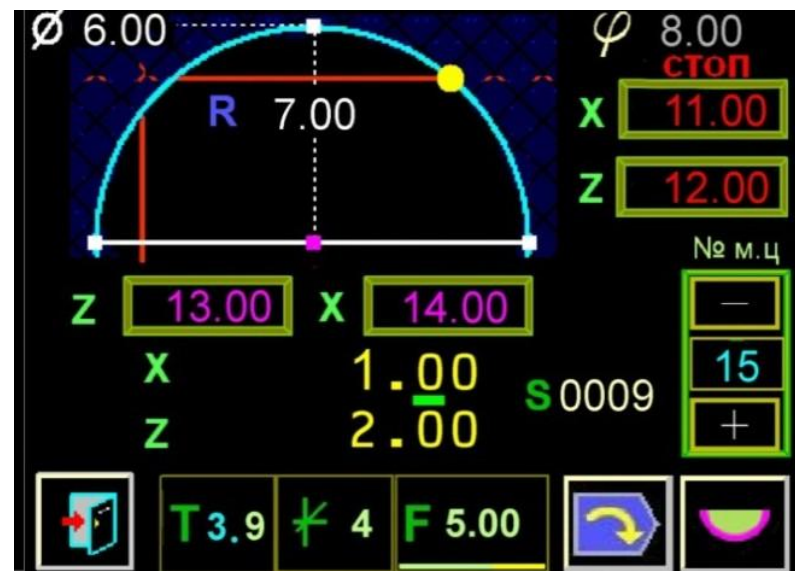 Ø 6.00 φ 8.00
стоп
R 7.00 X 11.00
Z 12.00
№ м.ц
Z 13.00 X 14.00 −
X 1.00 S 0009 15
Z 2.00 +
T 3.9 4 F 5.00